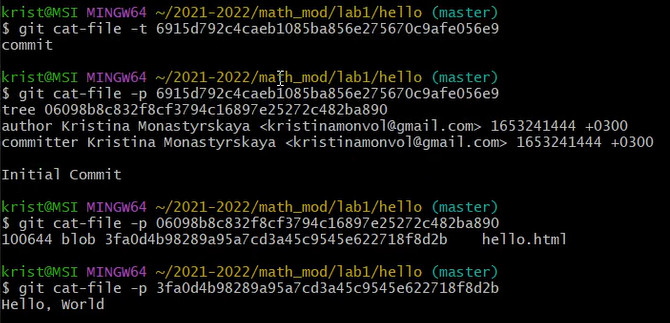 krist@MSI MINGW64 ~/2021-2022/math_mod/lab1/hello (master)
$ git cat-file -t 6915d792c4caeb1085ba856e275670c9afe056e9
commit
krist@MSI MINGW64 ~/2021-2022/math_mod/lab1/hello (master)
$ git cat-file -p 6915d792c4caeb1085ba856e275670c9afe056e9
tree 06098b8c832f8cf3794c16897e25272c482ba890
author Kristina Monastyrskaya <kristinamonvol@gmail.com> 1653241444 +0300
committer Kristina Monastyrskaya <kristinamonvol@gmail.com> 1653241444 +0300
Initial Commit
krist@MSI MINGW64 ~/2021-2022/math_mod/lab1/hello (master)
$ git cat-file -p 06098b8c832f8cf3794c16897e25272c482ba890
100644 blob 3fa0d4b98289a95a7cd3a45c9545e622718f8d2b    hello.html
krist@MSI MINGW64 ~/2021-2022/math_mod/lab1/hello (master)
$ git cat-file -p 3fa0d4b98289a95a7cd3a45c9545e622718f8d2b
Hello, World